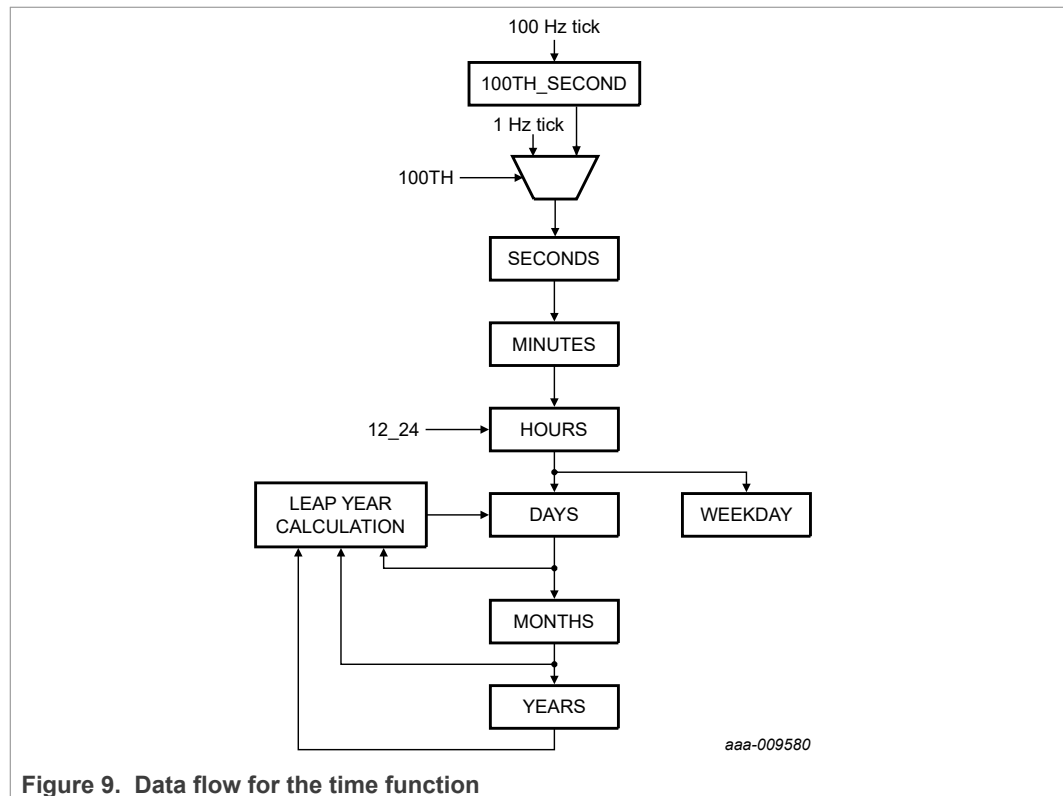 100 Hz tick
100TH_SECOND
1 Hz tick
100TH
SECONDS
MINUTES
12_24
HOURS
LEAP YEAR
CALCULATION
DAYS
WEEKDAY
MONTHS
YEARS
aaa-009580
Figure 9. Data flow for the time function